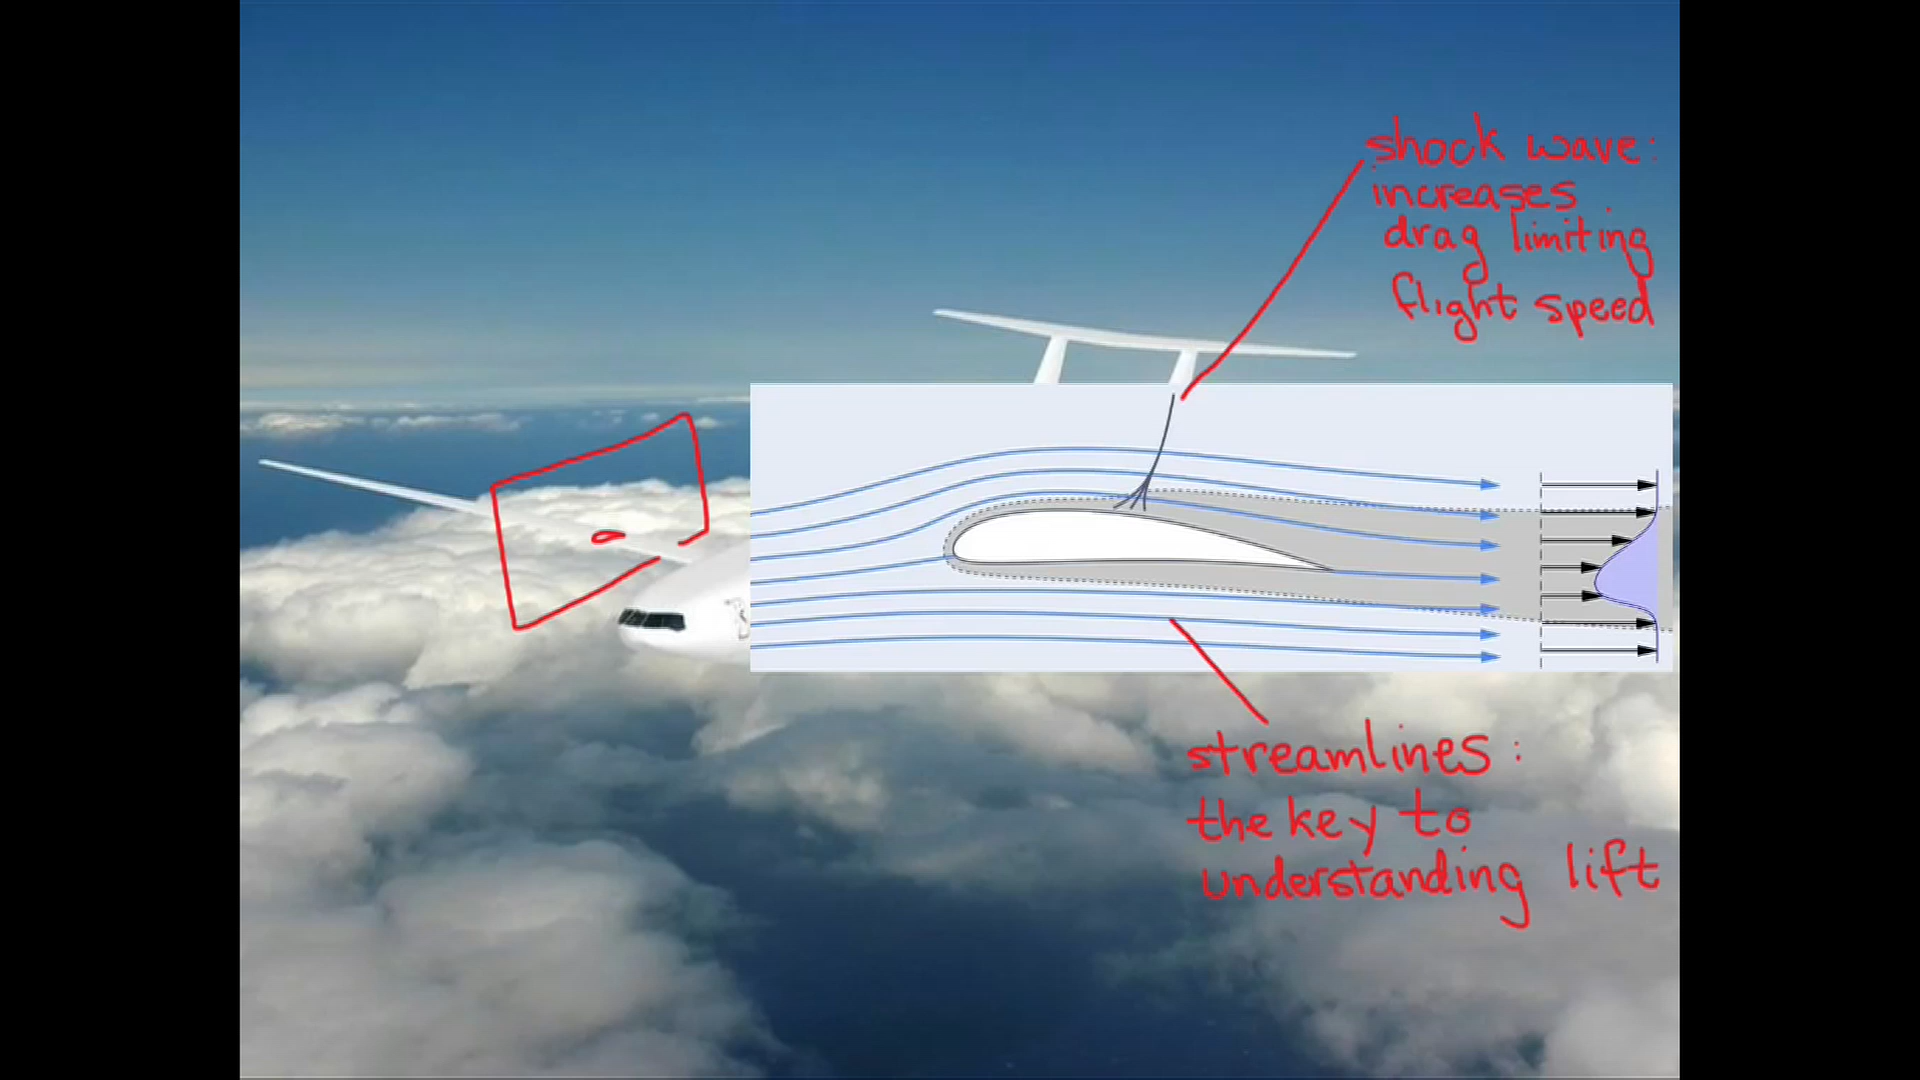 shock wave:
increases
drag limiting
flight speed
streamlines:
the key to
understanding lift